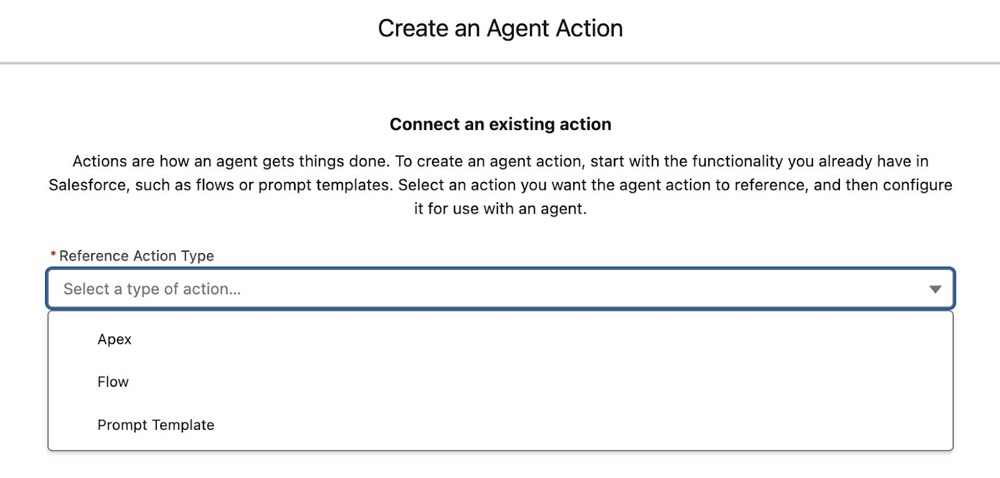 Create an Agent Action
Connect an existing action
Actions are how an agent gets things done. To create an agent action, start with the functionality you already have in
Salesforce, such as flows or prompt templates. Select an action you want the agent action to reference, and then configure
it for use with an agent.
* Reference Action Type
Select a type of action...
Apex
Flow
Prompt Template